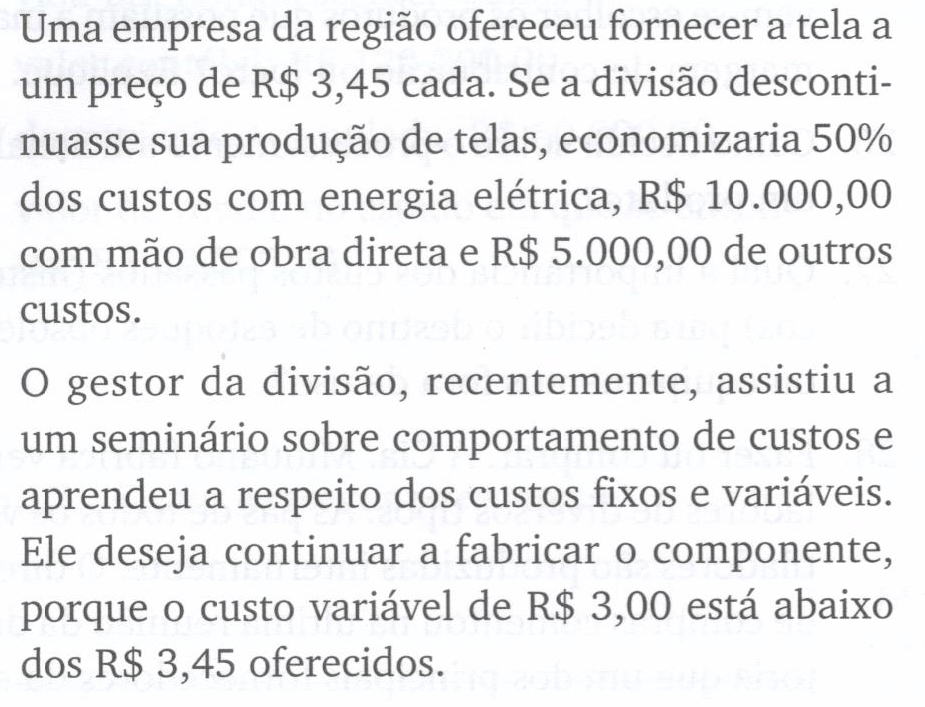 Uma empresa da região ofereceu fornecer a tela a
um preço de R$ 3,45 cada. Se a divisão desconti-
nuasse sua produção de telas, economizaria 50%
dos custos com energia elétrica, R$ 10.000,00
com mão de obra direta e R$ 5.000,00 de outros
custos.
O gestor da divisão, recentemente, assistiu a
um seminário sobre comportamento de custos e
aprendeu a respeito dos custos fixos e variáveis.
Ele deseja continuar a fabricar o componente,
porque o custo variável de R$ 3,00 está abaixo
dos R$ 3,45 oferecidos.